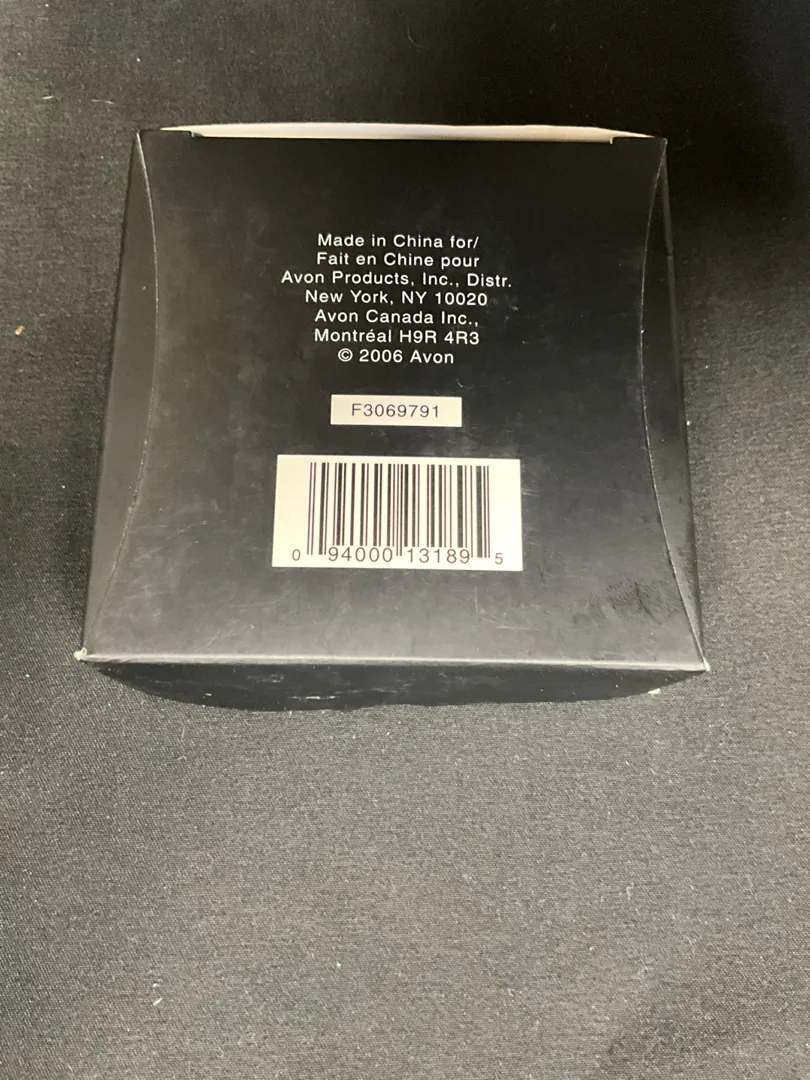 Made in China for/
Fait en Chine pour
Avon Products, Inc., Distr.
New York, NY 10020
Avon Canada Inc.,
Montréal H9R 4R3
© 2006 Avon
F3069791
0 94000 13189 5